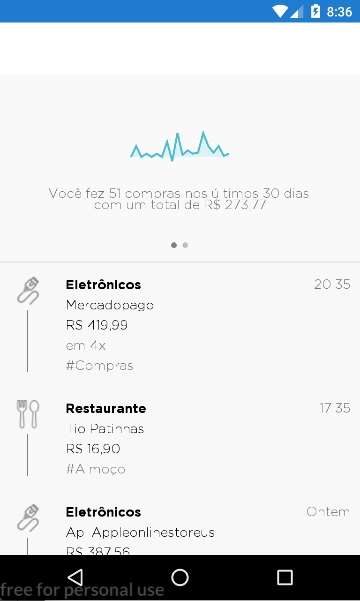 8:36
Você fez 51 compras nos ú timos 30 dias
com um total de R$ 273,77
Eletrônicos 20 35
Mercadopago
R$ 419,99
em 4x
#Compras
Restaurante 17 35
Tio Patinhas
R$ 16,90
#A moço
Eletrônicos Ontem
Ap Appleonlinestoreus
R$ 387,56
free for personal use